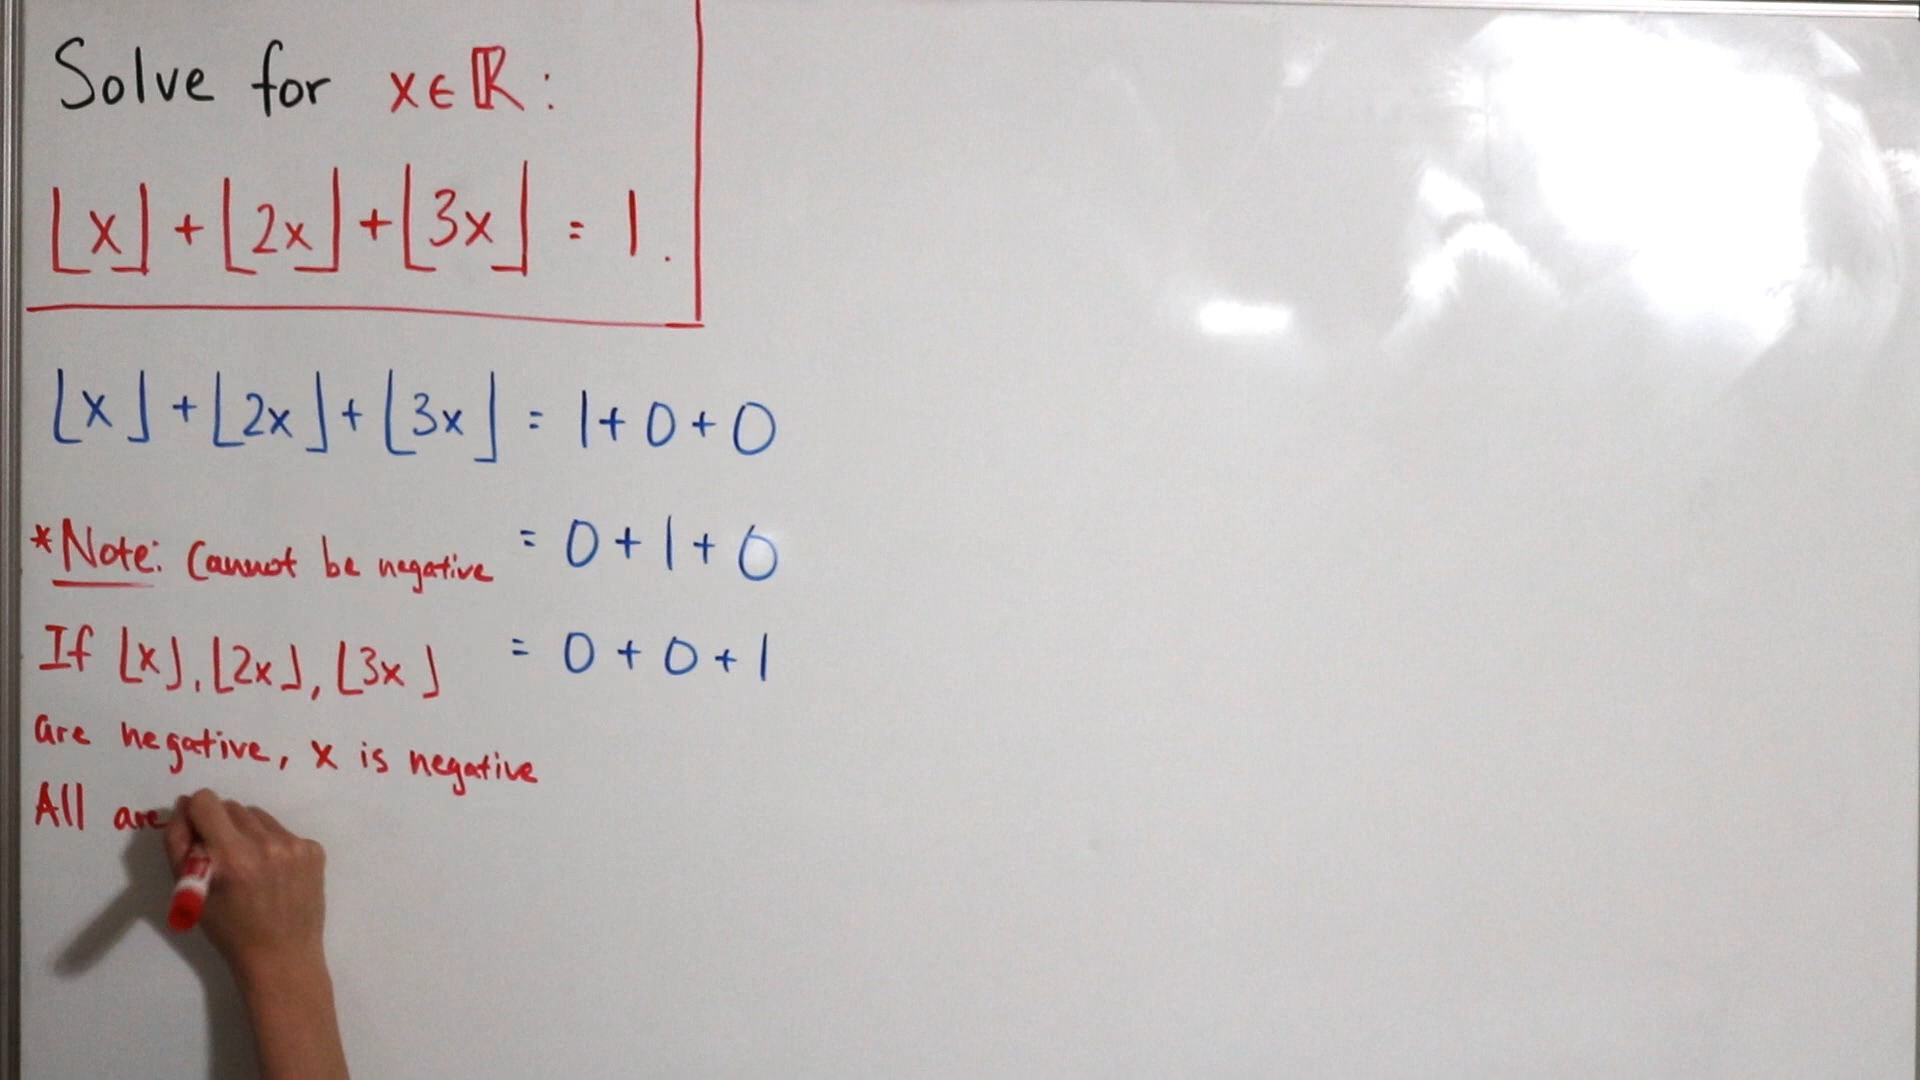 Solve for x∈ℝ:
⌊x⌋ + ⌊2x⌋ + ⌊3x⌋ = 1.
⌊x⌋ + ⌊2x⌋ + ⌊3x⌋ = 1 + 0 + 0
*Note: Cannot be negative = 0 + 1 + 0
If ⌊x⌋, ⌊2x⌋, ⌊3x⌋ = 0 + 0 + 1
are negative, x is negative
All are